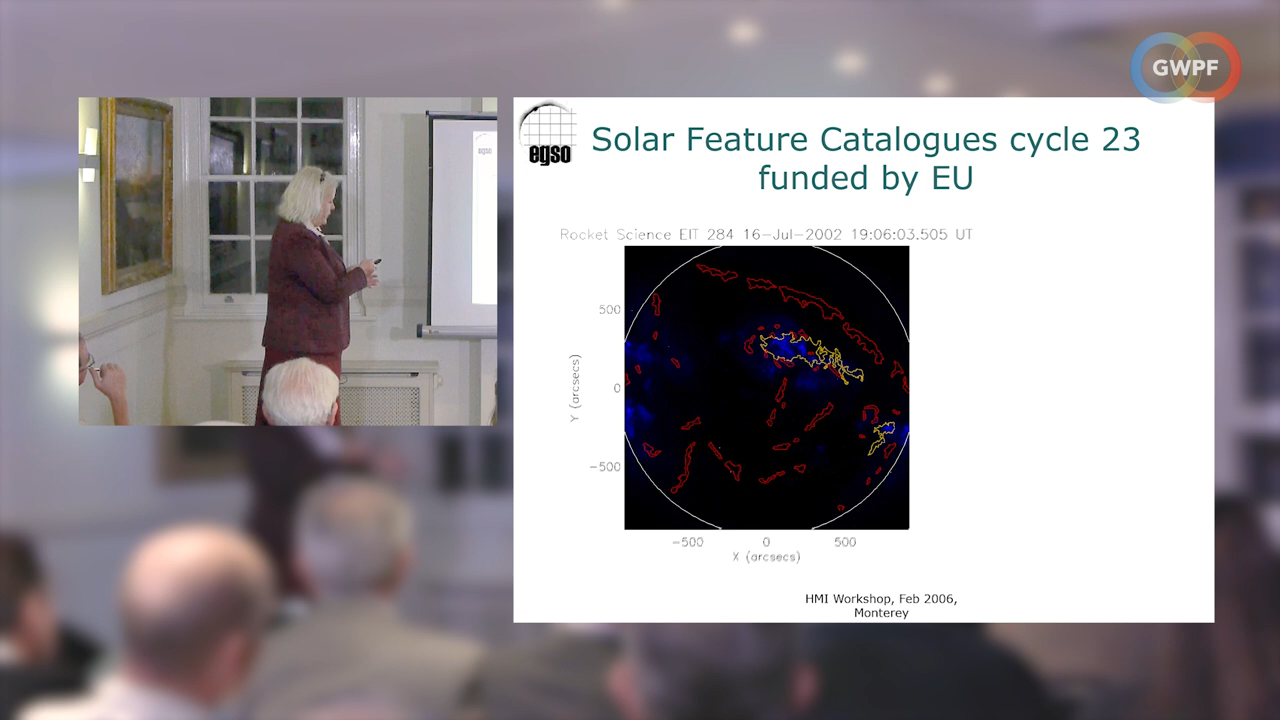 GWPF
egso
Solar Feature Catalogues cycle 23
funded by EU
Rocket Science EIT 284 16-Jul-2002 19:06:03.505 UT
500
0
-500
Y (arcsecs)
-500 0 500
X (arcsecs)
HMI Workshop, Feb 2006,
Monterey
egso